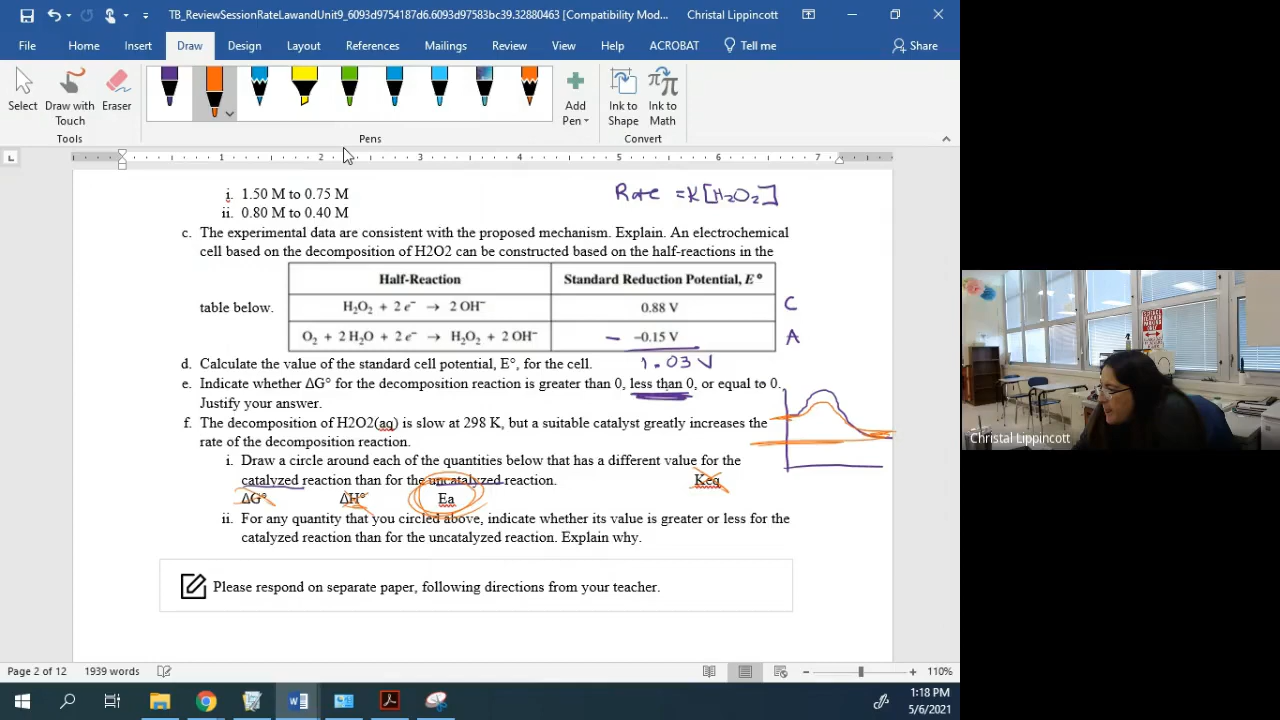 TB_ReviewSessionRateLawandUnit9_6093d9754187d6.6093d97583bc39.32880463 [Compatibility Mod...
Christal Lippincott
File Home Insert Draw Design Layout References Mailings Review View Help ACROBAT Tell me Share
Select
Draw with Touch
Eraser
Add Pen
Ink to Shape
Ink to Math
Tools
Pens
Convert
1 2 3 4 5 6 7
i. 1.50 M to 0.75 M
Rate = K[H2O2]
ii. 0.80 M to 0.40 M
c. The experimental data are consistent with the proposed mechanism. Explain. An electrochemical
cell based on the decomposition of H2O2 can be constructed based on the half-reactions in the
table below.
Half-Reaction Standard Reduction Potential, E°
H₂O₂ + 2 e⁻ → 2 OH⁻ 0.88 V C
O₂ + 2 H₂O + 2 e⁻ → H₂O₂ + 2 OH⁻ – −0.15 V A
1.03 V
d. Calculate the value of the standard cell potential, E°, for the cell.
e. Indicate whether ΔG° for the decomposition reaction is greater than 0, less than 0, or equal to 0.
Justify your answer.
f. The decomposition of H2O2(aq) is slow at 298 K, but a suitable catalyst greatly increases the
rate of the decomposition reaction.
i. Draw a circle around each of the quantities below that has a different value for the
catalyzed reaction than for the uncatalyzed reaction. Keq
ΔG° ΔH° Ea
ii. For any quantity that you circled above, indicate whether its value is greater or less for the
catalyzed reaction than for the uncatalyzed reaction. Explain why.
Please respond on separate paper, following directions from your teacher.
Page 2 of 12 1939 words
110%
1:18 PM
5/6/2021
Christal Lippincott